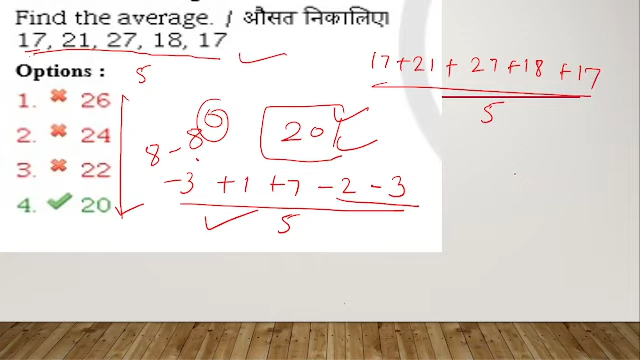 Find the average. / औसत निकालिए।
17, 21, 27, 18, 17
5
17 + 21 + 27 + 18 + 17
5
Options :
1. 26
2. 24
3. 22
4. 20
8 - 8 0
20
-3 +1 +7 -2 -3
5